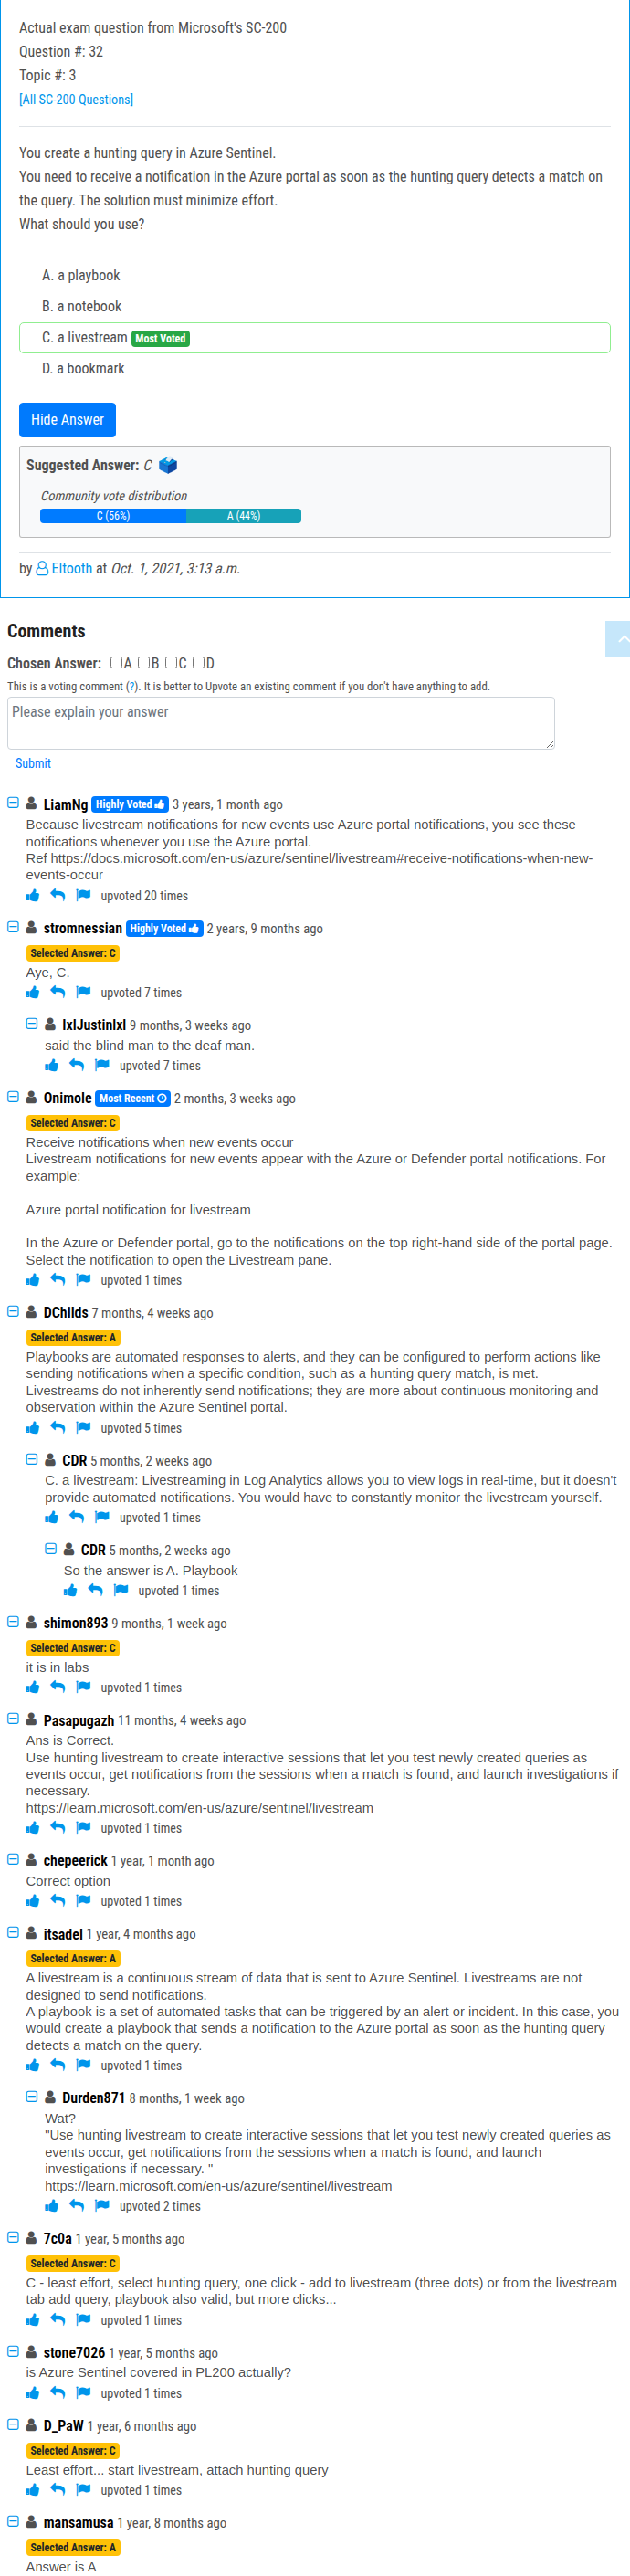 Actual exam question from Microsoft's SC-200
Question #: 32
Topic #: 3
[All SC-200 Questions]
You create a hunting query in Azure Sentinel.
You need to receive a notification in the Azure portal as soon as the hunting query detects a match on
the query. The solution must minimize effort.
What should you use?
A. a playbook
B. a notebook
C. a livestream Most Voted
D. a bookmark
Hide Answer
Suggested Answer: C
Community vote distribution
C (56%) A (44%)
by Eltooth at Oct. 1, 2021, 3:13 a.m.
Comments
Chosen Answer: A B C D
This is a voting comment (?). It is better to Upvote an existing comment if you don't have anything to add.
Please explain your answer
Submit
LiamNg Highly Voted 3 years, 1 month ago
Because livestream notifications for new events use Azure portal notifications, you see these
notifications whenever you use the Azure portal.
Ref https://docs.microsoft.com/en-us/azure/sentinel/livestream#receive-notifications-when-new-
events-occur
upvoted 20 times
stromnessian Highly Voted 2 years, 9 months ago
Selected Answer: C
Aye, C.
upvoted 7 times
lxlJustinlxl 9 months, 3 weeks ago
said the blind man to the deaf man.
upvoted 7 times
Onimole Most Recent 2 months, 3 weeks ago
Selected Answer: C
Receive notifications when new events occur
Livestream notifications for new events appear with the Azure or Defender portal notifications. For
example:
Azure portal notification for livestream
In the Azure or Defender portal, go to the notifications on the top right-hand side of the portal page.
Select the notification to open the Livestream pane.
upvoted 1 times
DChilds 7 months, 4 weeks ago
Selected Answer: A
Playbooks are automated responses to alerts, and they can be configured to perform actions like
sending notifications when a specific condition, such as a hunting query match, is met.
Livestreams do not inherently send notifications; they are more about continuous monitoring and
observation within the Azure Sentinel portal.
upvoted 5 times
CDR 5 months, 2 weeks ago
C. a livestream: Livestreaming in Log Analytics allows you to view logs in real-time, but it doesn't
provide automated notifications. You would have to constantly monitor the livestream yourself.
upvoted 1 times
CDR 5 months, 2 weeks ago
So the answer is A. Playbook
upvoted 1 times
shimon893 9 months, 1 week ago
Selected Answer: C
it is in labs
upvoted 1 times
Pasapugazh 11 months, 4 weeks ago
Ans is Correct.
Use hunting livestream to create interactive sessions that let you test newly created queries as
events occur, get notifications from the sessions when a match is found, and launch investigations if
necessary.
https://learn.microsoft.com/en-us/azure/sentinel/livestream
upvoted 1 times
chepeerick 1 year, 1 month ago
Correct option
upvoted 1 times
itsadel 1 year, 4 months ago
Selected Answer: A
A livestream is a continuous stream of data that is sent to Azure Sentinel. Livestreams are not
designed to send notifications.
A playbook is a set of automated tasks that can be triggered by an alert or incident. In this case, you
would create a playbook that sends a notification to the Azure portal as soon as the hunting query
detects a match on the query.
upvoted 1 times
Durden871 8 months, 1 week ago
Wat?
"Use hunting livestream to create interactive sessions that let you test newly created queries as
events occur, get notifications from the sessions when a match is found, and launch
investigations if necessary. "
https://learn.microsoft.com/en-us/azure/sentinel/livestream
upvoted 2 times
7c0a 1 year, 5 months ago
Selected Answer: C
C - least effort, select hunting query, one click - add to livestream (three dots) or from the livestream
tab add query, playbook also valid, but more clicks...
upvoted 1 times
stone7026 1 year, 5 months ago
is Azure Sentinel covered in PL200 actually?
upvoted 1 times
D_PaW 1 year, 6 months ago
Selected Answer: C
Least effort... start livestream, attach hunting query
upvoted 1 times
mansamusa 1 year, 8 months ago
Selected Answer: A
Answer is A